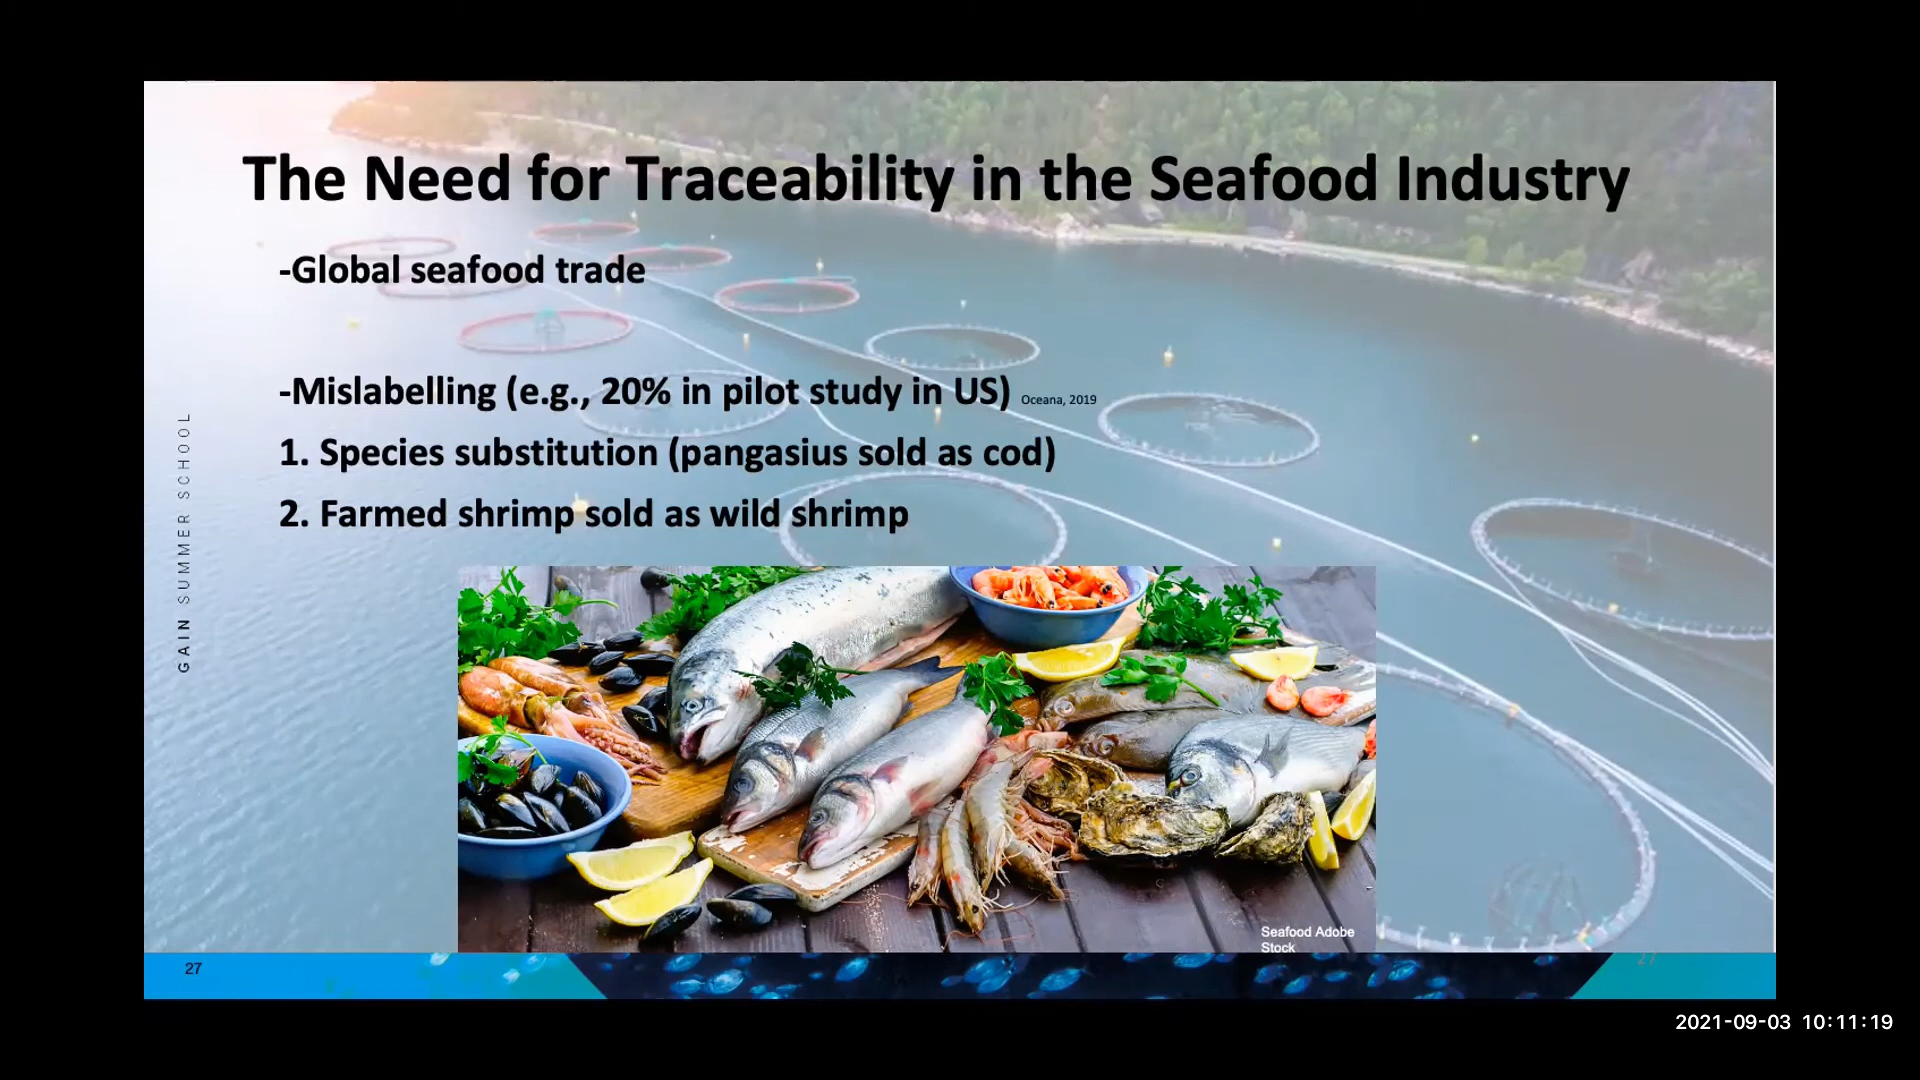 The Need for Traceability in the Seafood Industry
-Global seafood trade
-Mislabelling (e.g., 20% in pilot study in US) Oceana, 2019
1. Species substitution (pangasius sold as cod)
2. Farmed shrimp sold as wild shrimp
GAIN SUMMER SCHOOL
Seafood Adobe
Stock
27
27
2021-09-03 10:11:19